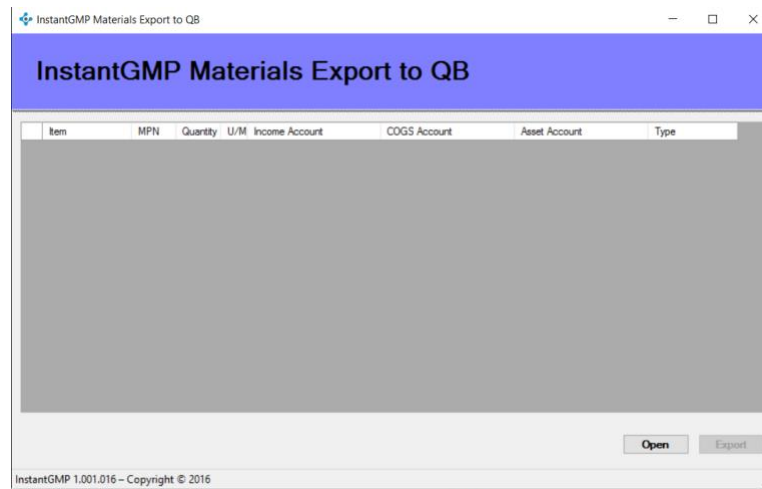 InstantGMP Materials Export to QB
InstantGMP Materials Export to QB
Item MPN Quantity U/M Income Account COGS Account Asset Account Type
Open Export
InstantGMP 1.001.016 – Copyright © 2016